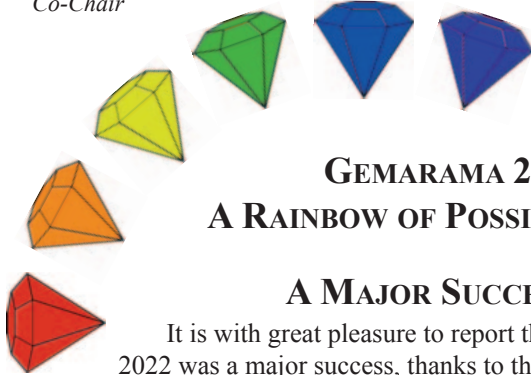 Co-Chair
GEMARAMA 2
A RAINBOW OF POSSI
A MAJOR SUCCE
It is with great pleasure to report th
2022 was a major success, thanks to th